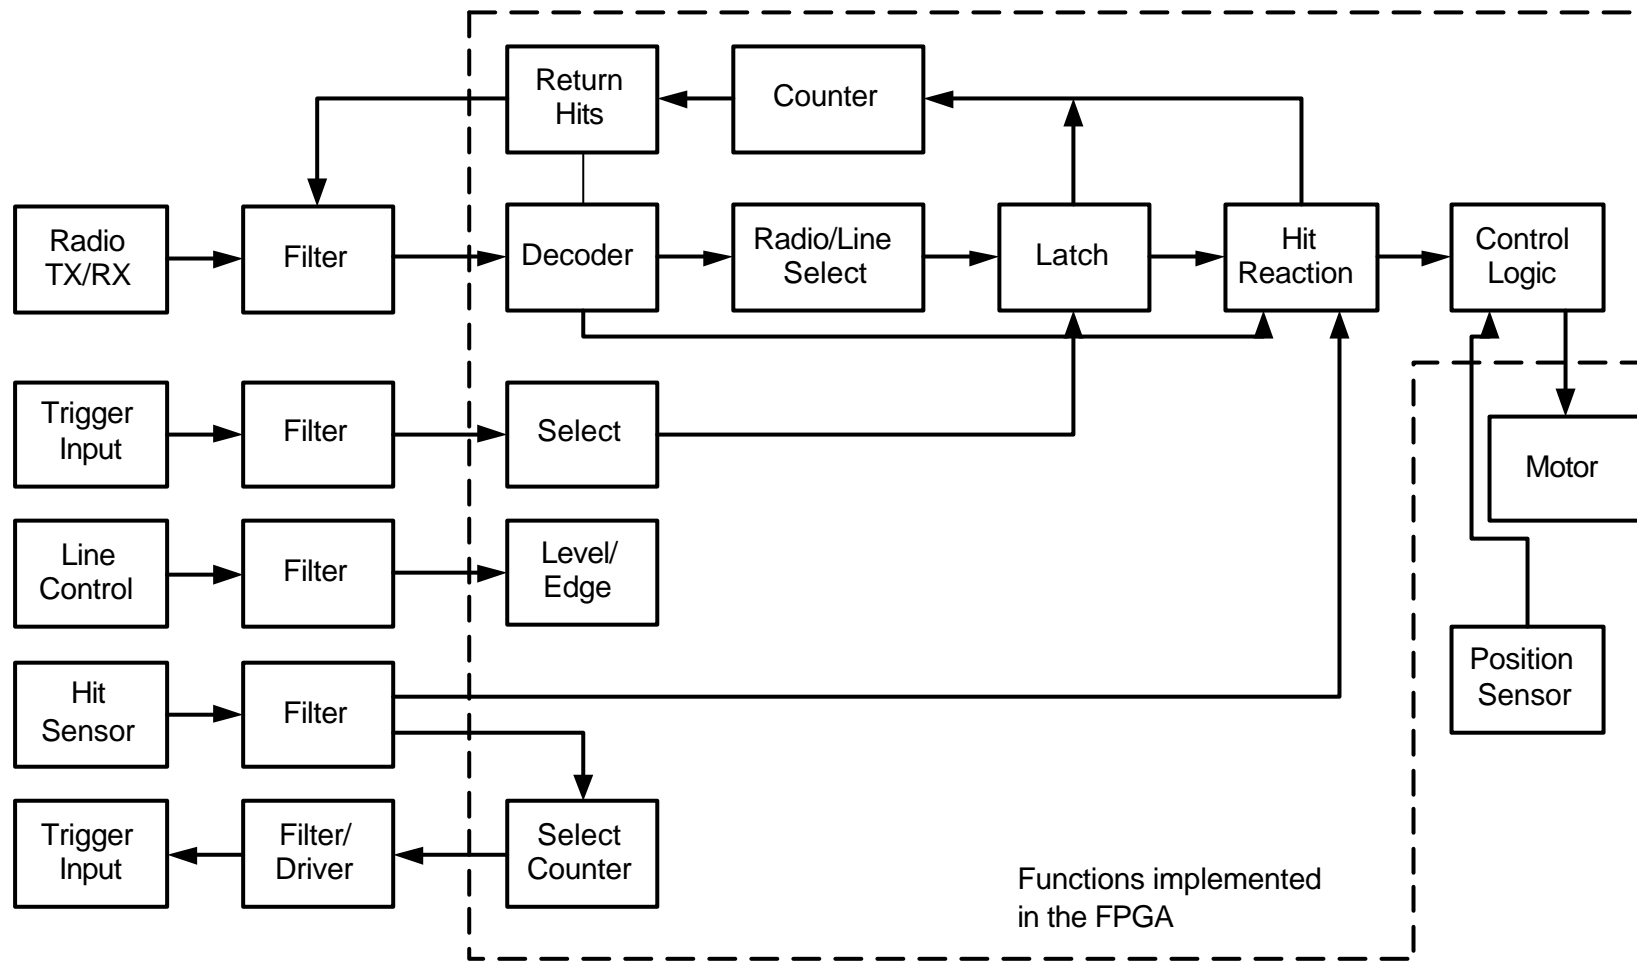 Return
Hits
Counter
Radio
TX/RX
Filter
Decoder
Radio/Line
Select
Latch
Hit
Reaction
Control
Logic
Trigger
Input
Filter
Select
Motor
Line
Control
Filter
Level/
Edge
Hit
Sensor
Filter
Position
Sensor
Trigger
Input
Filter/
Driver
Select
Counter
Functions implemented
in the FPGA